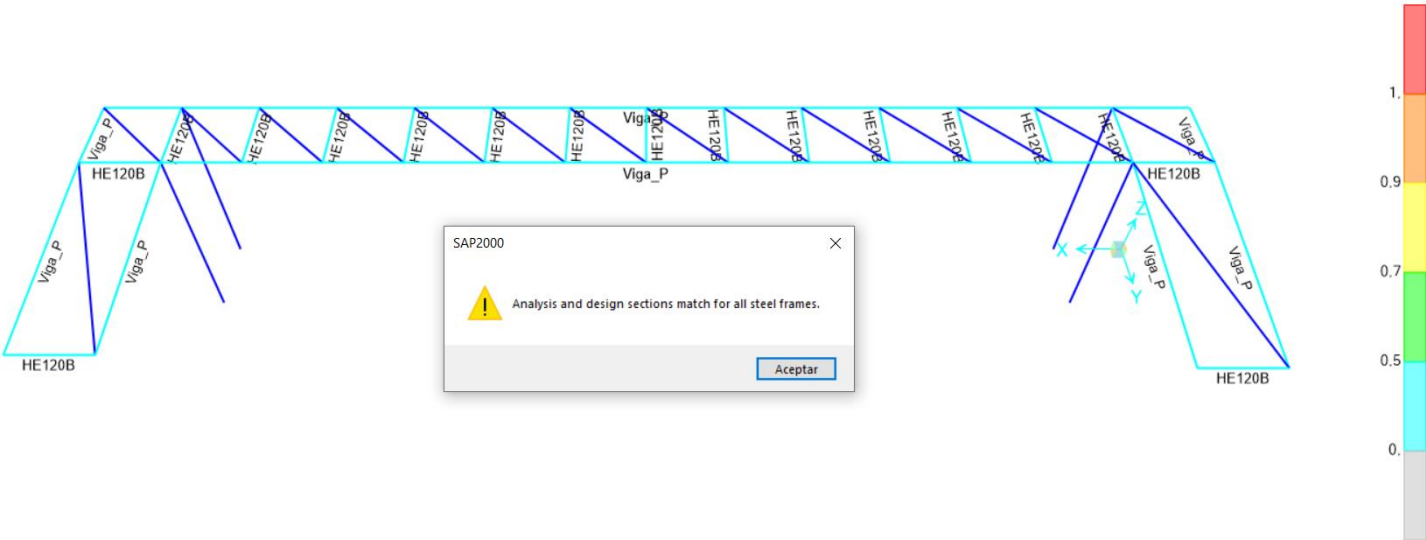 1.
Viga_P
HE120B
HE120B
HE120B
HE120B
HE120B
HE120B
Viga_P
HE120B
HE120B
HE120B
HE120B
HE120B
HE120B
HE120B
Viga_P
HE120B
Viga_P
HE120B
0.9
Viga_P
Viga_P
Z
X
Y
Viga_P
Viga_P
0.7
SAP2000
Analysis and design sections match for all steel frames.
Aceptar
HE120B
HE120B
0.5
0.